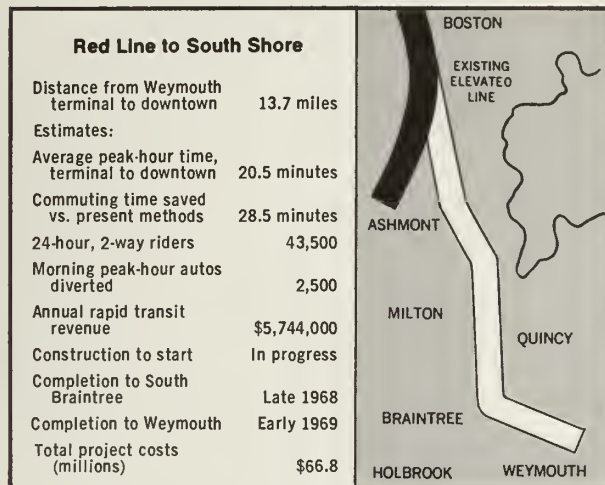 Red Line to South Shore
Distance from Weymouth
terminal to downtown 13.7 miles
Estimates:
Average peak-hour time,
terminal to downtown 20.5 minutes
Commuting time saved
vs. present methods 28.5 minutes
24-hour, 2-way riders 43,500
Morning peak-hour autos
diverted 2,500
Annual rapid transit
revenue $5,744,000
Construction to start In progress
Completion to South
Braintree Late 1968
Completion to Weymouth Early 1969
Total project costs
(millions) $66.8
BOSTON
EXISTING
ELEVATED
LINE
ASHMONT
MILTON
QUINCY
BRAINTREE
HOLBROOK WEYMOUTH